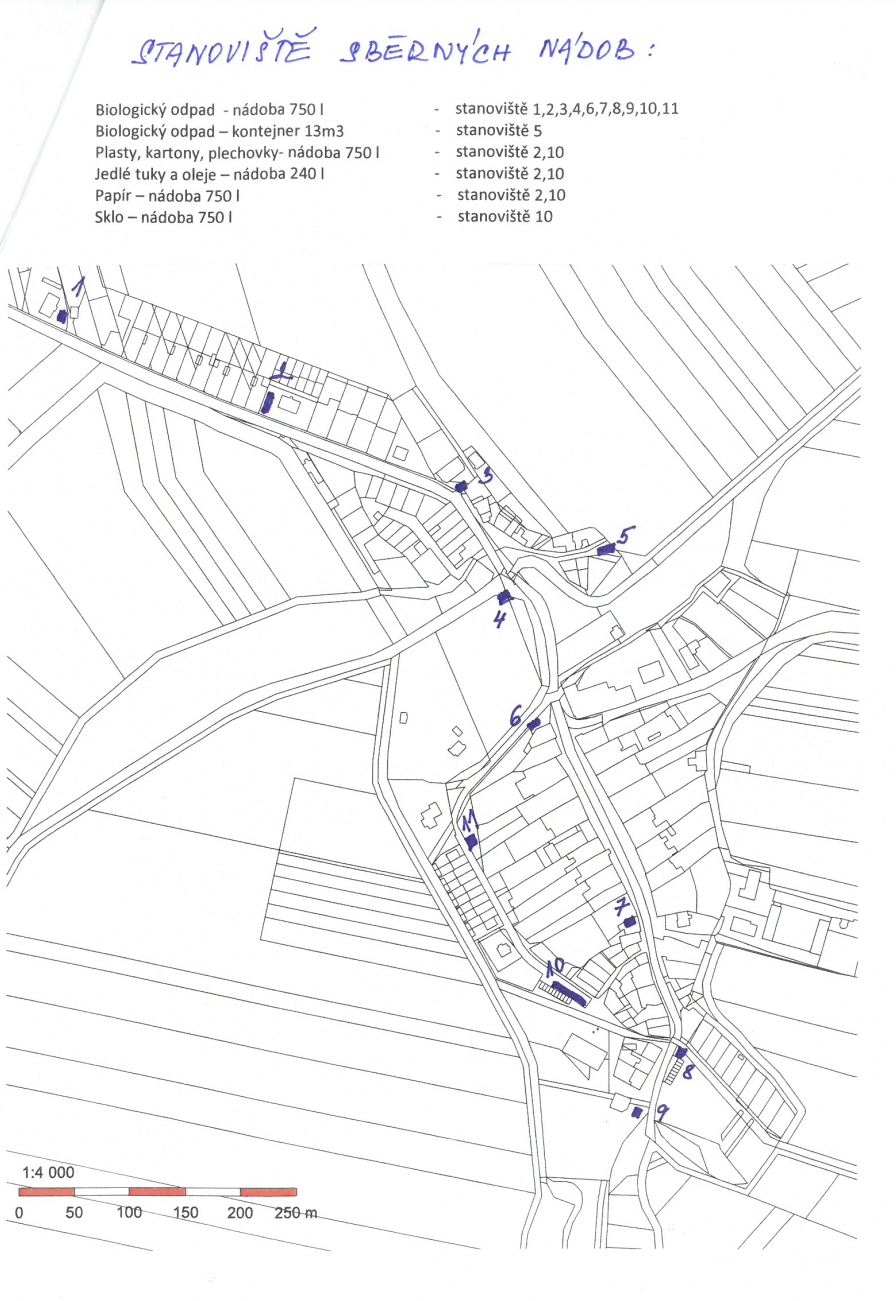 STANOVIŠTĚ SBĚRNÝCH NÁDOB:
Biologický odpad - nádoba 750 l - stanoviště 1,2,3,4,6,7,8,9,10,11
Biologický odpad – kontejner 13m3 - stanoviště 5
Plasty, kartony, plechovky- nádoba 750 l - stanoviště 2,10
Jedlé tuky a oleje – nádoba 240 l - stanoviště 2,10
Papír – nádoba 750 l - stanoviště 2,10
Sklo – nádoba 750 l - stanoviště 10
1
2
3
5
4
6
11
7
10
8
9
1:4 000
0 50 100 150 200 250 m